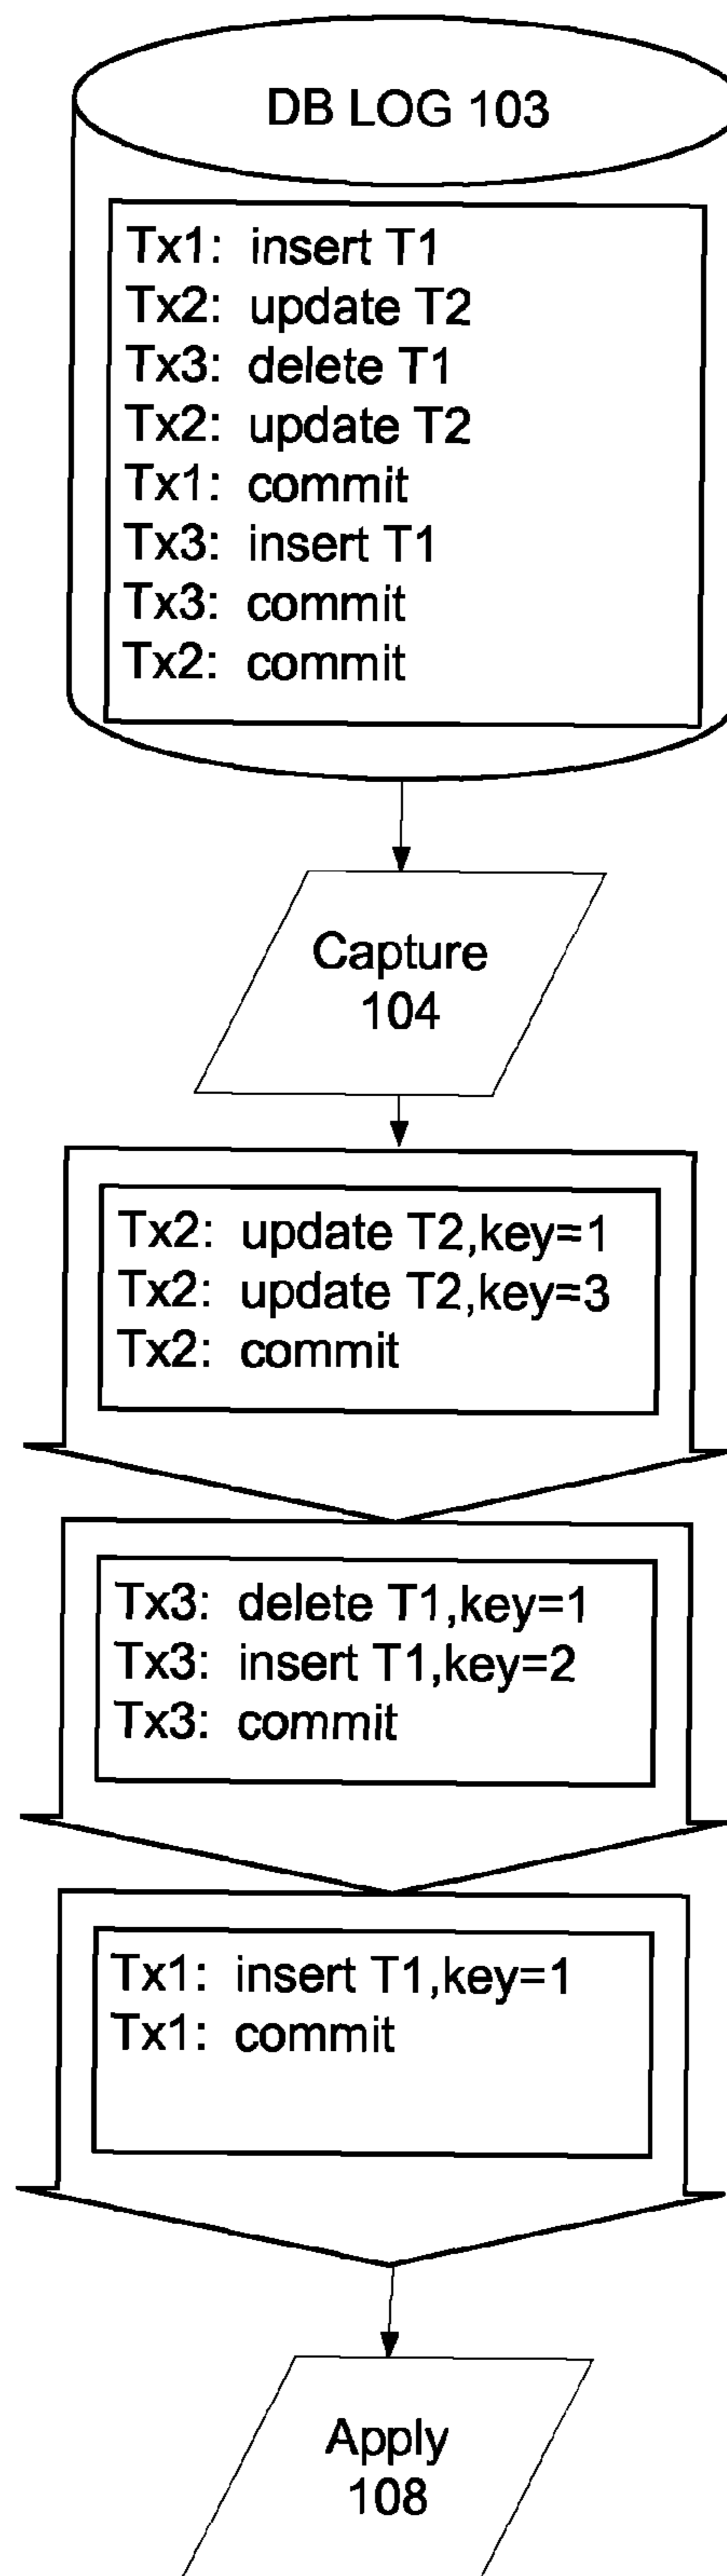 DB LOG 103
Tx1: insert T1
Tx2: update T2
Tx3: delete T1
Tx2: update T2
Tx1: commit
Tx3: insert T1
Tx3: commit
Tx2: commit
Capture
104
Tx2: update T2,key=1
Tx2: update T2,key=3
Tx2: commit
Tx3: delete T1,key=1
Tx3: insert T1,key=2
Tx3: commit
Tx1: insert T1,key=1
Tx1: commit
Apply
108